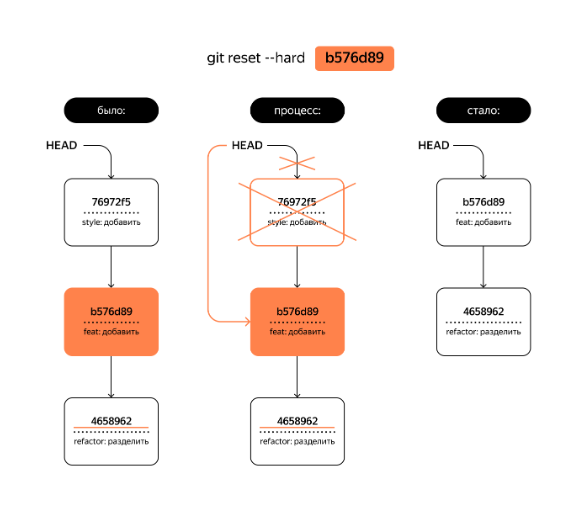 git reset --hard b576d89
было:
HEAD
76972f5
style: добавить
b576d89
feat: добавить
4658962
refactor: разделить
процесс:
HEAD
76972f5
style: добавить
b576d89
feat: добавить
4658962
refactor: разделить
стало:
HEAD
b576d89
feat: добавить
4658962
refactor: разделить